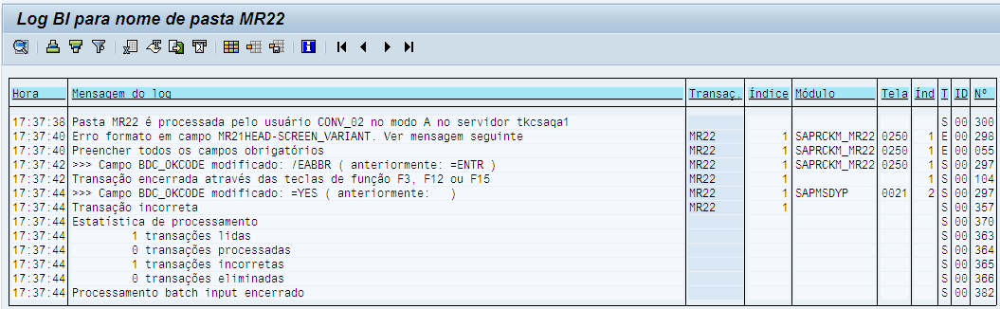 Log BI para nome de pasta MR22
Hora Mensagem do log Transaç. Índice Módulo Tela Índ T ID Nº
17:37:38 Pasta MR22 é processada pelo usuário CONV_02 no modo A no servidor tkcsaqa1 S 00 300
17:37:40 Erro formato em campo MR21HEAD-SCREEN_VARIANT. Ver mensagem seguinte MR22 1 SAPRCKM_MR22 0250 1 E 00 298
17:37:40 Preencher todos os campos obrigatórios MR22 1 SAPRCKM_MR22 0250 1 E 00 055
17:37:42 >>> Campo BDC_OKCODE modificado: /EABBR ( anteriormente: =ENTR ) MR22 1 SAPRCKM_MR22 0250 1 S 00 297
17:37:42 Transação encerrada através das teclas de função F3, F12 ou F15 MR22 1 1 S 00 104
17:37:44 >>> Campo BDC_OKCODE modificado: =YES ( anteriormente: ) MR22 1 SAPMSDYP 0021 2 S 00 297
17:37:44 Transação incorreta MR22 1 S 00 357
17:37:44 Estatística de processamento S 00 370
17:37:44 1 transações lidas S 00 363
17:37:44 0 transações processadas S 00 364
17:37:44 1 transações incorretas S 00 365
17:37:44 0 transações eliminadas S 00 366
17:37:44 Processamento batch input encerrado S 00 382